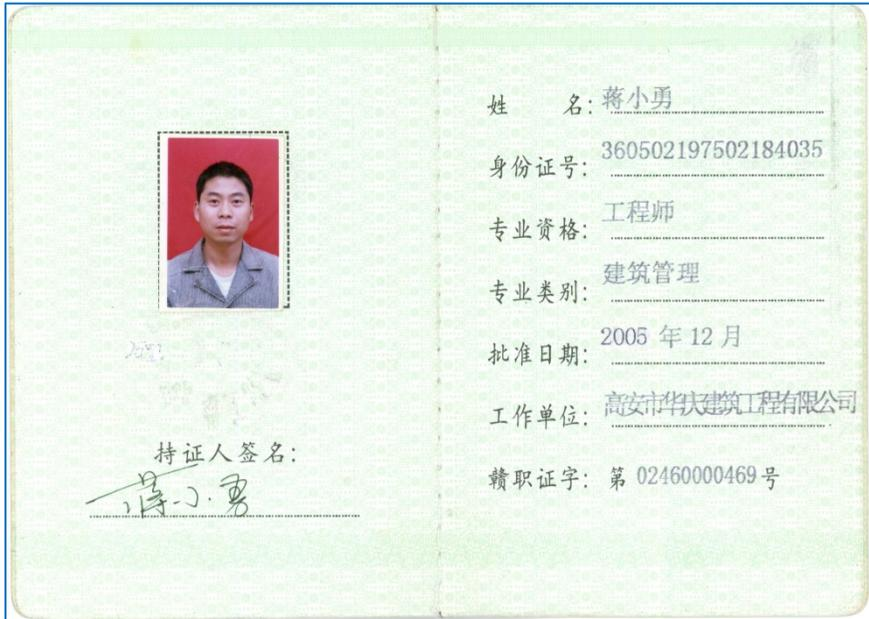 持证人签名：
蒋小勇
姓 名：蒋小勇
身份证号：360502197502184035
专业资格：工程师
专业类别：建筑管理
批准日期：2005 年 12 月
工作单位：高安市华庆建筑工程有限公司
赣职证字：第 02460000469 号